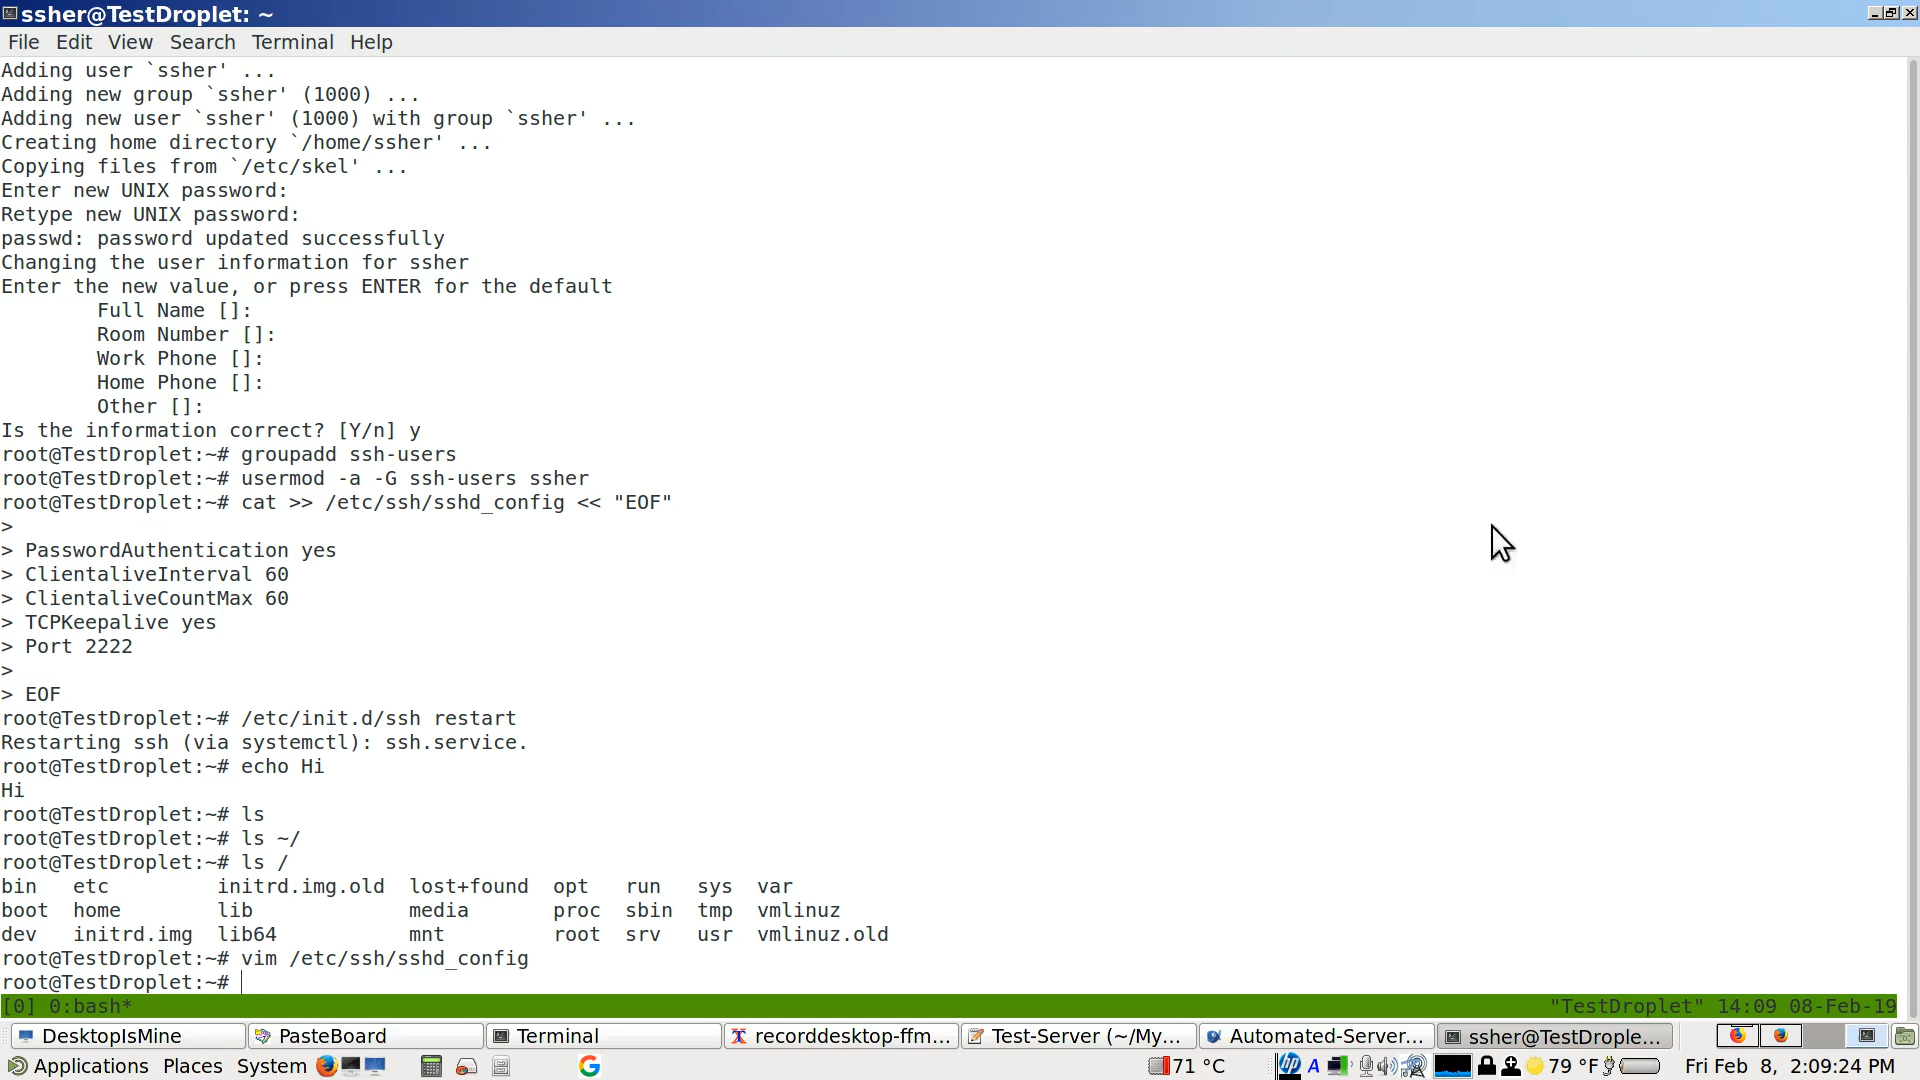 ssher@TestDroplet: ~
File Edit View Search Terminal Help
Adding user `ssher' ...
Adding new group `ssher' (1000) ...
Adding new user `ssher' (1000) with group `ssher' ...
Creating home directory `/home/ssher' ...
Copying files from `/etc/skel' ...
Enter new UNIX password:
Retype new UNIX password:
passwd: password updated successfully
Changing the user information for ssher
Enter the new value, or press ENTER for the default
Full Name []:
Room Number []:
Work Phone []:
Home Phone []:
Other []:
Is the information correct? [Y/n] y
root@TestDroplet:~# groupadd ssh-users
root@TestDroplet:~# usermod -a -G ssh-users ssher
root@TestDroplet:~# cat >> /etc/ssh/sshd_config << "EOF"
>
> PasswordAuthentication yes
> ClientaliveInterval 60
> ClientaliveCountMax 60
> TCPKeepalive yes
> Port 2222
>
> EOF
root@TestDroplet:~# /etc/init.d/ssh restart
Restarting ssh (via systemctl): ssh.service.
root@TestDroplet:~# echo Hi
Hi
root@TestDroplet:~# ls
root@TestDroplet:~# ls ~/
root@TestDroplet:~# ls /
bin etc initrd.img.old lost+found opt run sys var
boot home lib media proc sbin tmp vmlinuz
dev initrd.img lib64 mnt root srv usr vmlinuz.old
root@TestDroplet:~# vim /etc/ssh/sshd_config
root@TestDroplet:~#
[0] 0:bash* "TestDroplet" 14:09 08-Feb-19
DesktopIsMine PasteBoard Terminal recorddesktop-ffm... Test-Server (~/My... Automated-Server... ssher@TestDrople...
Applications Places System G 71 °C hp A 79 °F Fri Feb 8, 2:09:24 PM